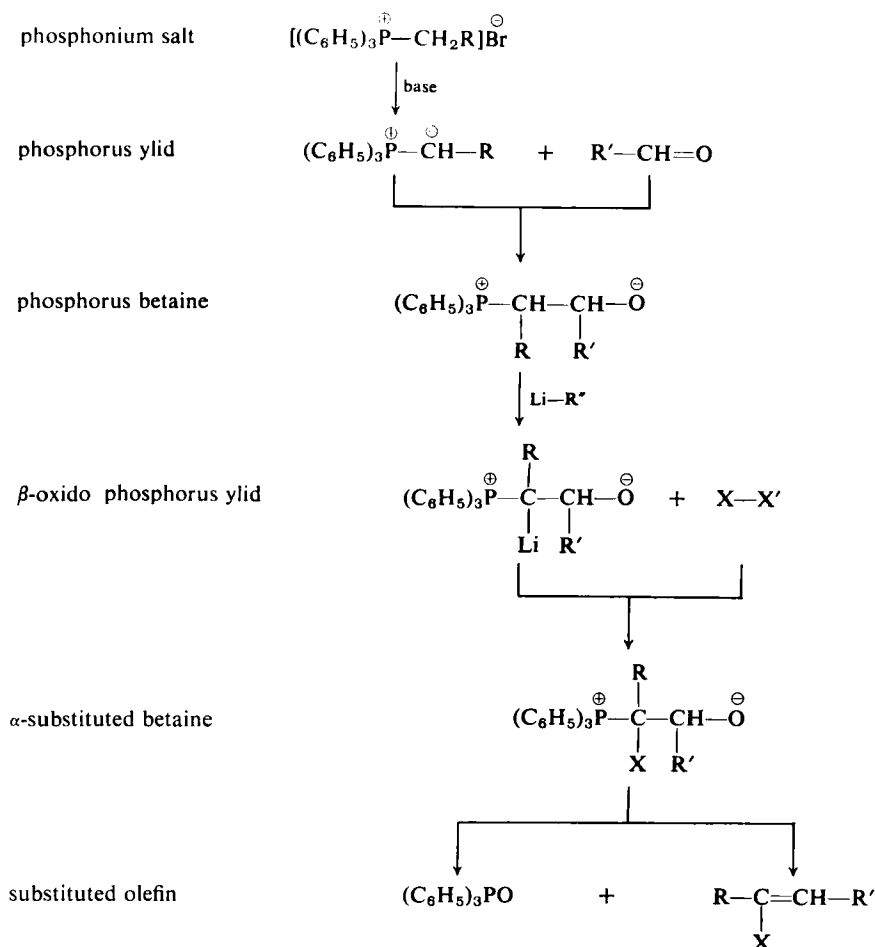 phosphonium salt [(C₆H₅)₃P⊕—CH₂R]Br⊖
base
phosphorus ylid (C₆H₅)₃P⊕—CH⊖—R + R′—CH=O
phosphorus betaine (C₆H₅)₃P⊕—CH—CH—O⊖
R R′
Li—R″
R
β-oxido phosphorus ylid (C₆H₅)₃P⊕—C—CH—O⊖ + X—X′
Li R′
R
α-substituted betaine (C₆H₅)₃P⊕—C—CH—O⊖
X R′
substituted olefin (C₆H₅)₃PO + R—C=CH—R′
X